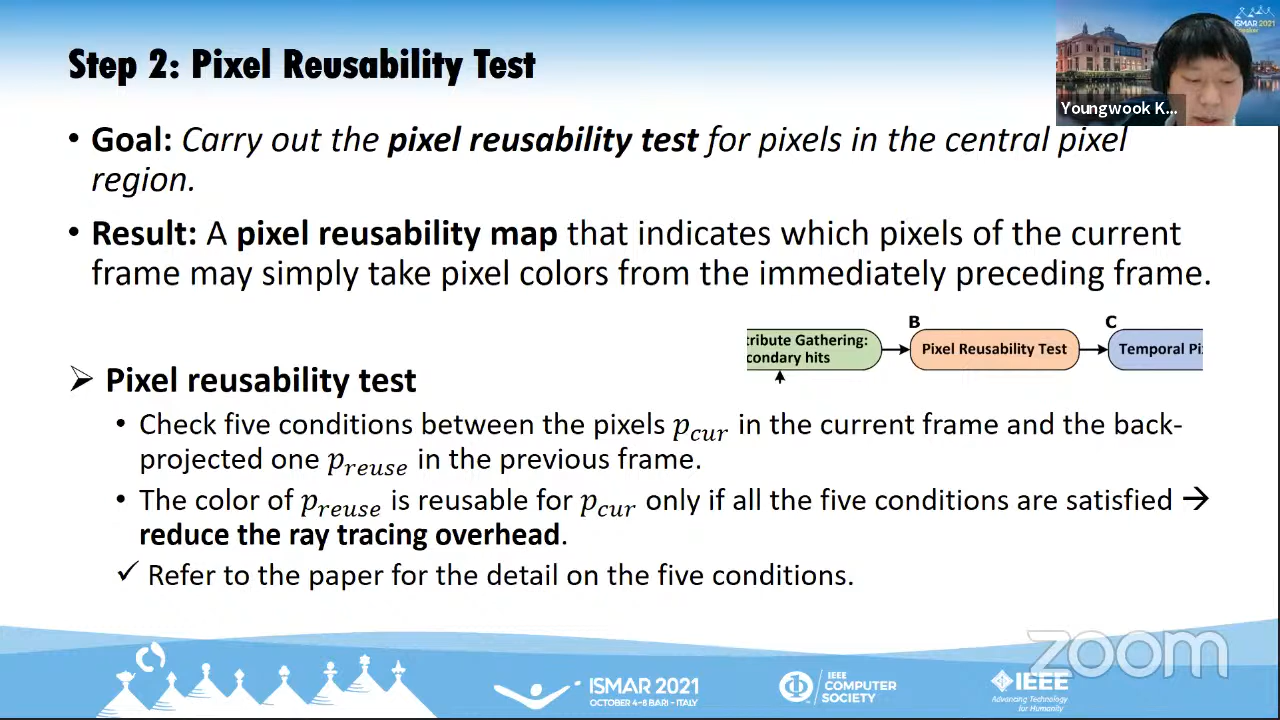 Step 2: Pixel Reusability Test
ISMAR 2021
Youngwook K...
• Goal: Carry out the pixel reusability test for pixels in the central pixel
region.
• Result: A pixel reusability map that indicates which pixels of the current
frame may simply take pixel colors from the immediately preceding frame.
B
C
tribute Gathering:
condary hits
Pixel Reusability Test
Temporal Pi
➢ Pixel reusability test
• Check five conditions between the pixels p_cur in the current frame and the back-
projected one p_reuse in the previous frame.
• The color of p_reuse is reusable for p_cur only if all the five conditions are satisfied →
reduce the ray tracing overhead.
✓ Refer to the paper for the detail on the five conditions.
zoom
ISMAR 2021
OCTOBER 4-8 BARI - ITALY
IEEE
COMPUTER
SOCIETY
IEEE
Advancing Technology
for Humanity